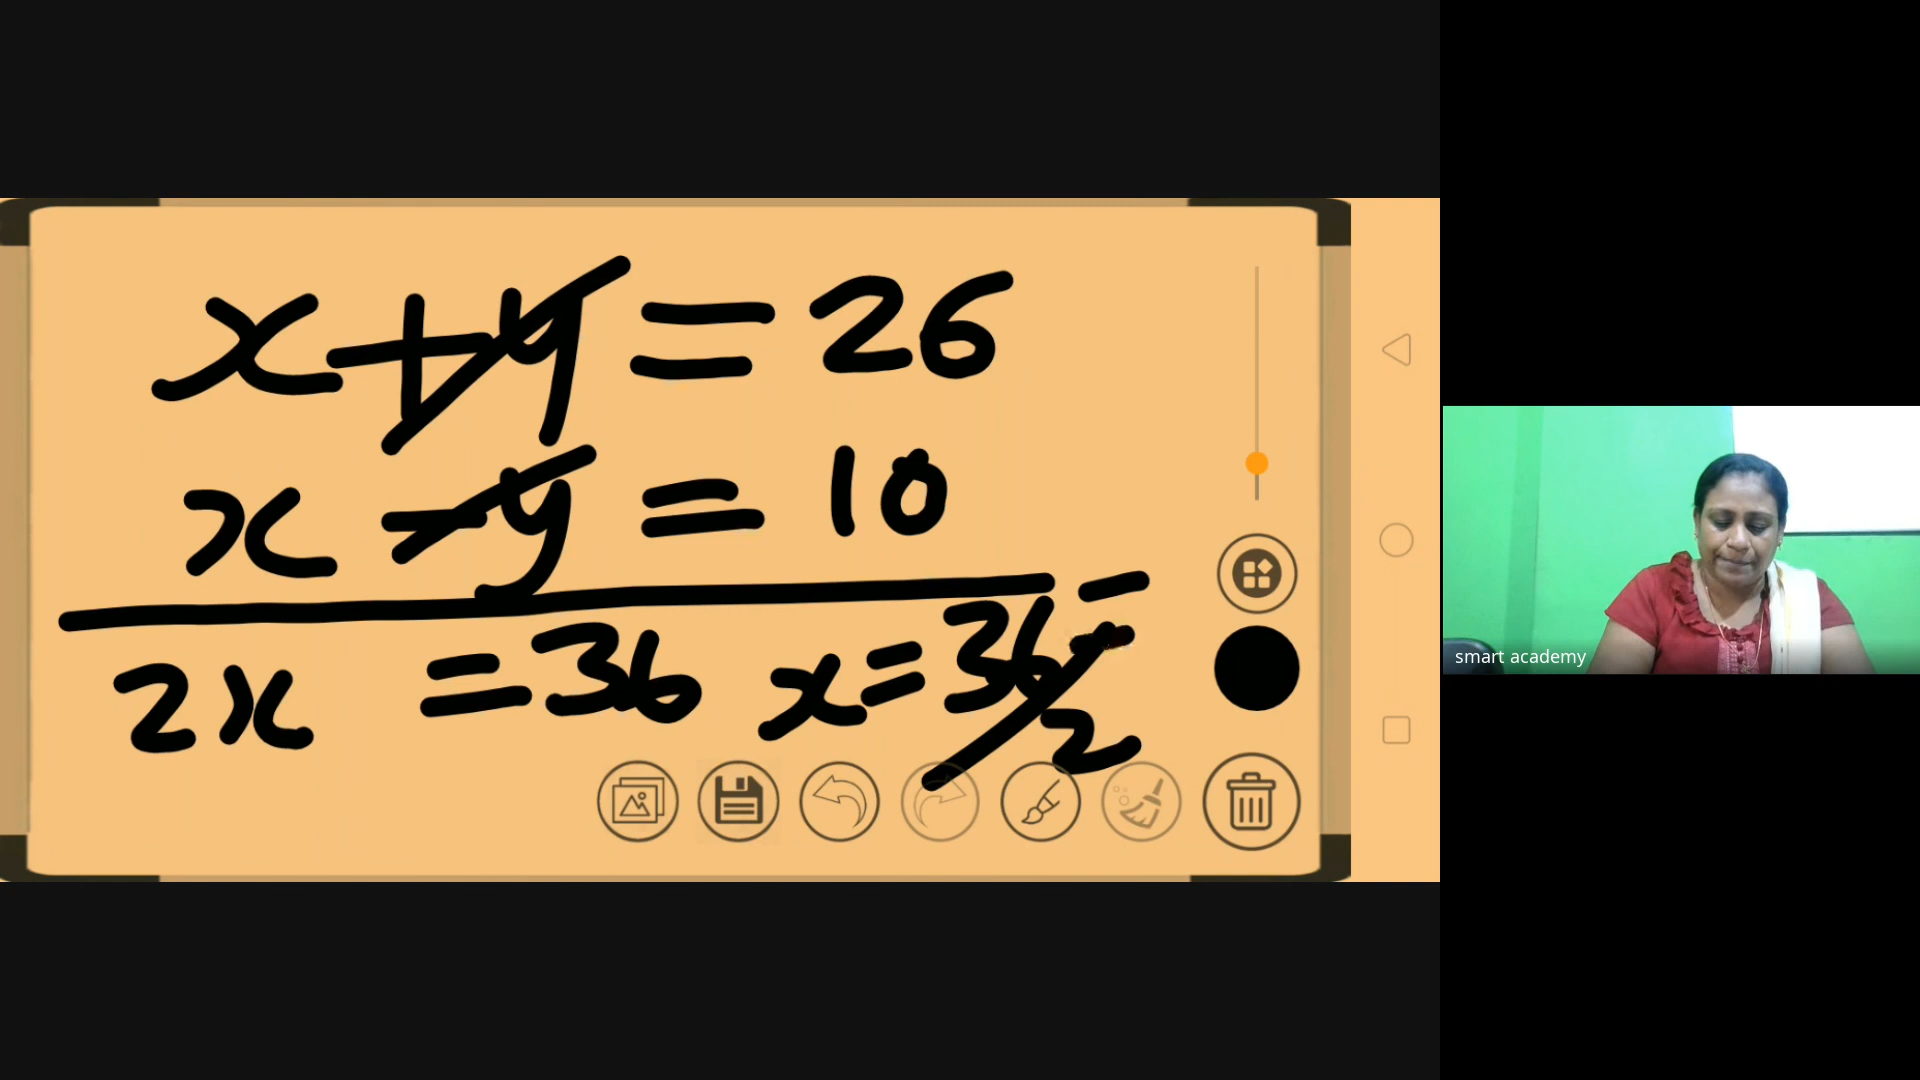 x+y=26
x-y=10
2x =36 x=36/2=
smart academy